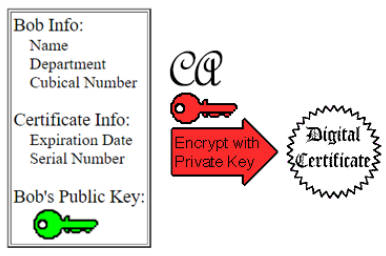 Bob Info:
Name
Department
Cubical Number
Certificate Info:
Expiration Date
Serial Number
Bob's Public Key:
CA
Encrypt with
Private Key
Digital
Certificate